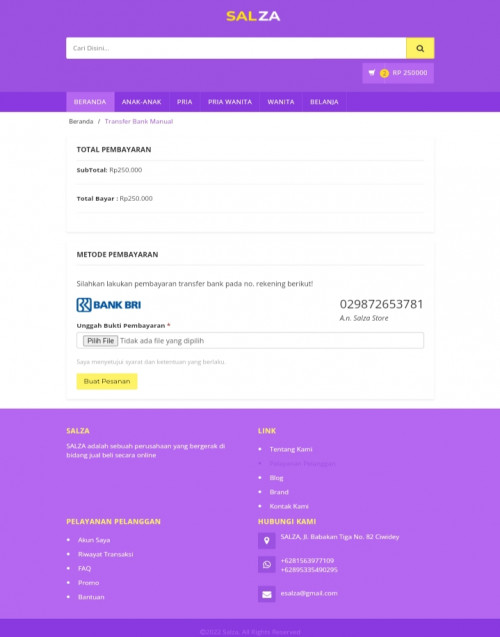 SALZA
Cari Disini...
2 RP 250000
BERANDA ANAK-ANAK PRIA PRIA WANITA WANITA BELANJA
Beranda / Transfer Bank Manual
TOTAL PEMBAYARAN
SubTotal: Rp250.000
Total Bayar : Rp250.000
METODE PEMBAYARAN
Silahkan lakukan pembayaran transfer bank pada no. rekening berikut!
BANK BRI
029872653781
A.n. Salza Store
Unggah Bukti Pembayaran *
Pilih File Tidak ada file yang dipilih
Saya menyetujui syarat dan ketentuan yang berlaku.
Buat Pesanan
SALZA
SALZA adalah sebuah perusahaan yang bergerak di
bidang jual beli secara online
LINK
Tentang Kami
Blog
Brand
Kontak Kami
PELAYANAN PELANGGAN
Akun Saya
Riwayat Transaksi
FAQ
Promo
Bantuan
HUBUNGI KAMI
SALZA, Jl. Babakan Tiga No. 82 Ciwidey
+6281563977109
+62895335490295
esalza@gmail.com
©2022 Salza. All Rights Reserved